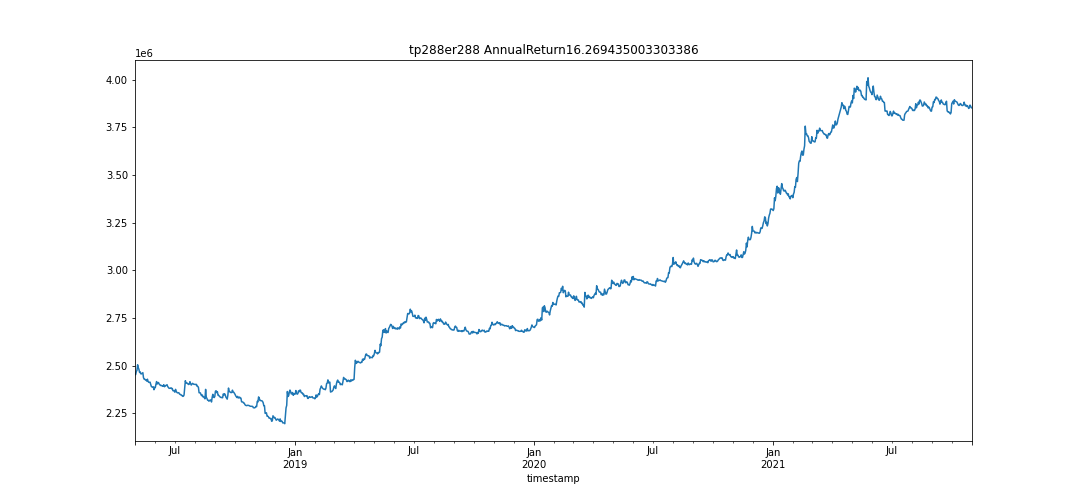 tp288er288 AnnualReturn16.269435003303386
1e6
4.00
3.75
3.50
3.25
3.00
2.75
2.50
2.25
Jul
Jan
2019
Jul
Jan
2020
Jul
Jan
2021
Jul
timestamp